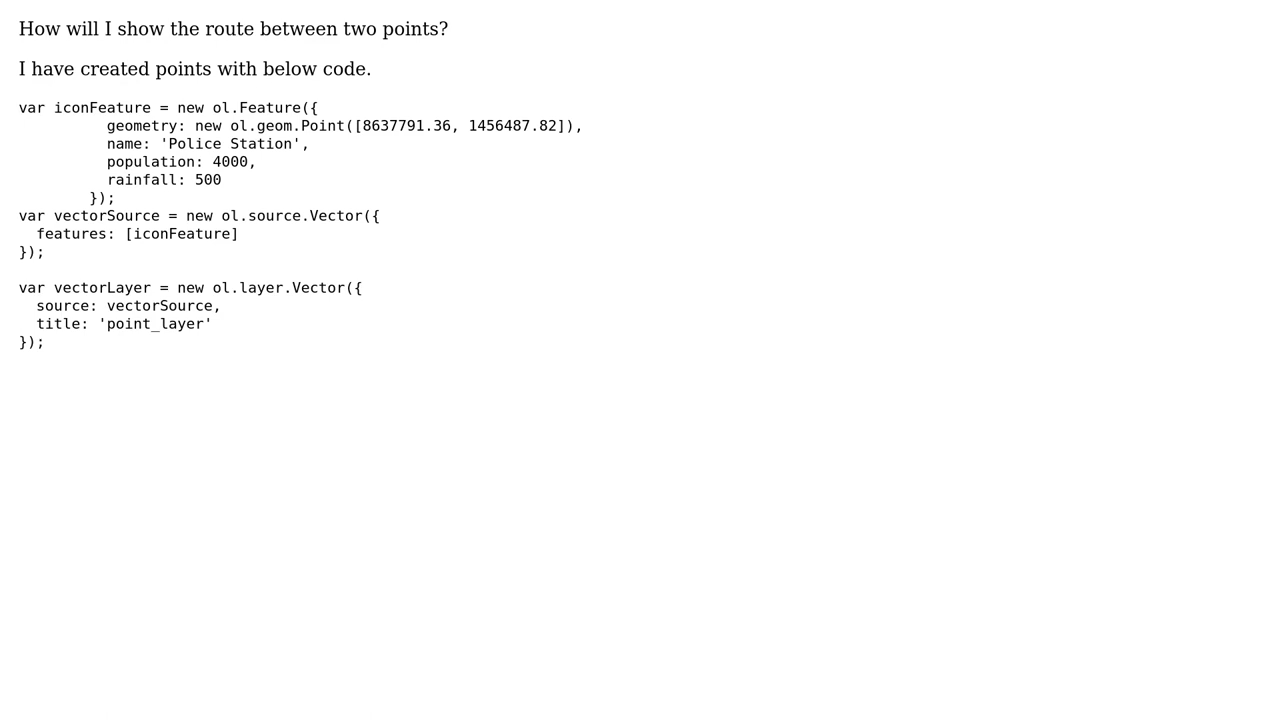 How will I show the route between two points?
I have created points with below code.
var iconFeature = new ol.Feature({
          geometry: new ol.geom.Point([8637791.36, 1456487.82]),
          name: 'Police Station',
          population: 4000,
          rainfall: 500
        });
var vectorSource = new ol.source.Vector({
  features: [iconFeature]
});

var vectorLayer = new ol.layer.Vector({
  source: vectorSource,
  title: 'point_layer'
});